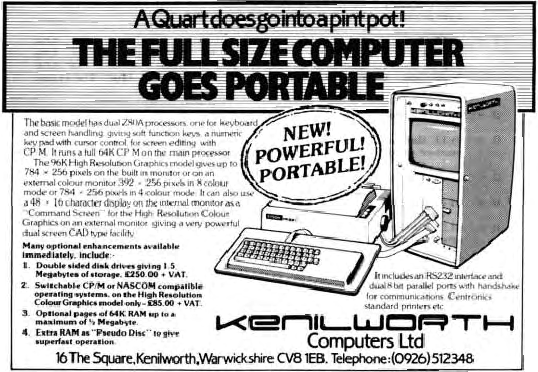 A Quart does go into a pint pot!
THE FULL SIZE COMPUTER
GOES PORTABLE
The basic model has dual Z80A processors, one for keyboard
and screen handling, giving soft function keys, a numeric
key pad with cursor control, for screen editing with
CP M. It runs a full 64K CP M on the main processor
The 96K High Resolution Graphics model gives up to
784 × 256 pixels on the built in monitor or on an
external colour monitor 392 × 256 pixels in 8 colour
mode or 784 × 256 pixels in 4 colour mode. It can also use
a 48 × 16 character display on the internal monitor as a
"Command Screen" for the High Resolution Colour
Graphics on an external monitor giving a very powerful
dual screen CAD type facility
Many optional enhancements available
immediately, include:-
1. Double sided disk drives giving 1.5
Megabytes of storage. £250.00 + VAT.
2. Switchable CP/M or NASCOM compatible
operating systems, on the High Resolution
Colour Graphics model only - £85.00 + VAT.
3. Optional pages of 64K RAM up to a
maximum of ½ Megabyte.
4. Extra RAM as "Pseudo Disc" to give
superfast operation.
NEW!
POWERFUL!
PORTABLE!
It includes an RS232 interface and
dual 8 bit parallel ports with handshake
for communications Centronics
standard printers etc
KENILWORTH
Computers Ltd
16 The Square, Kenilworth, Warwickshire CV8 1EB. Telephone: (0926) 512348